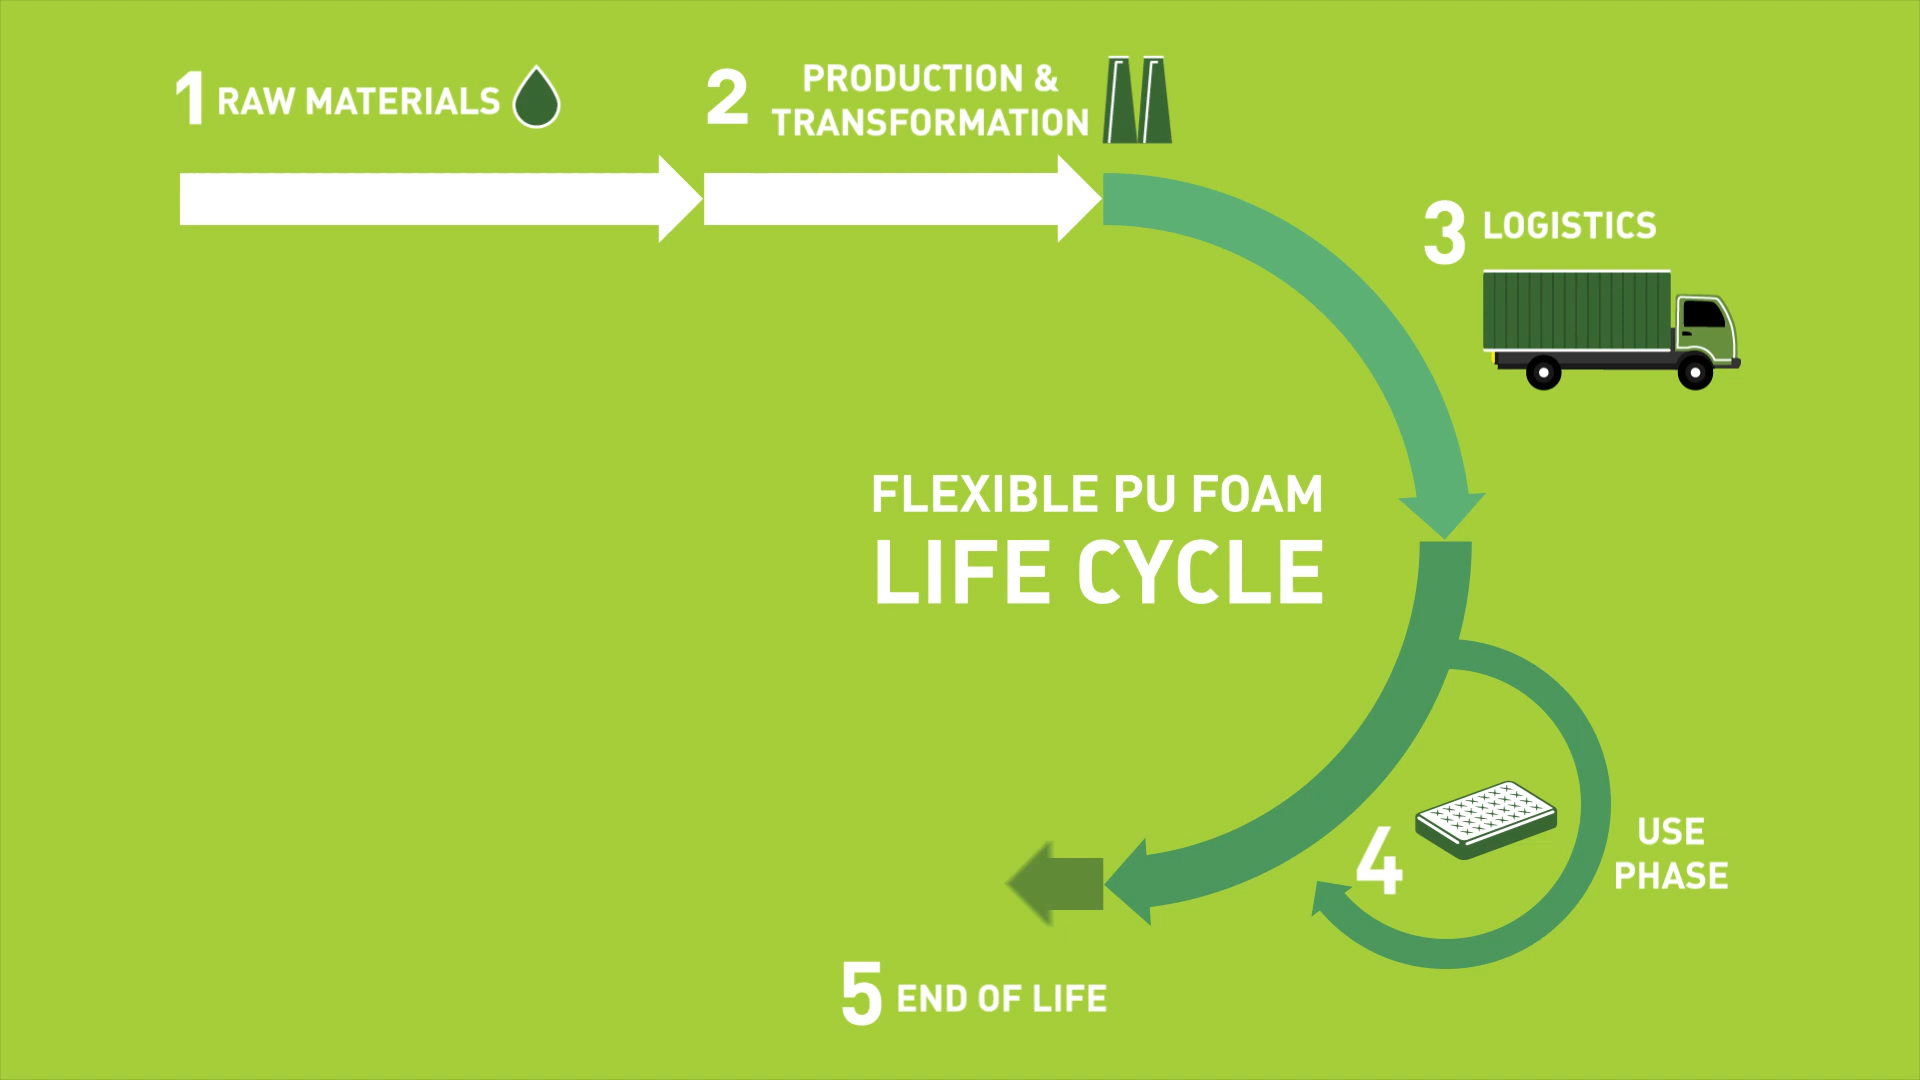 1 RAW MATERIALS
2 PRODUCTION &
TRANSFORMATION
3 LOGISTICS
FLEXIBLE PU FOAM
LIFE CYCLE
4 USE
PHASE
5 END OF LIFE